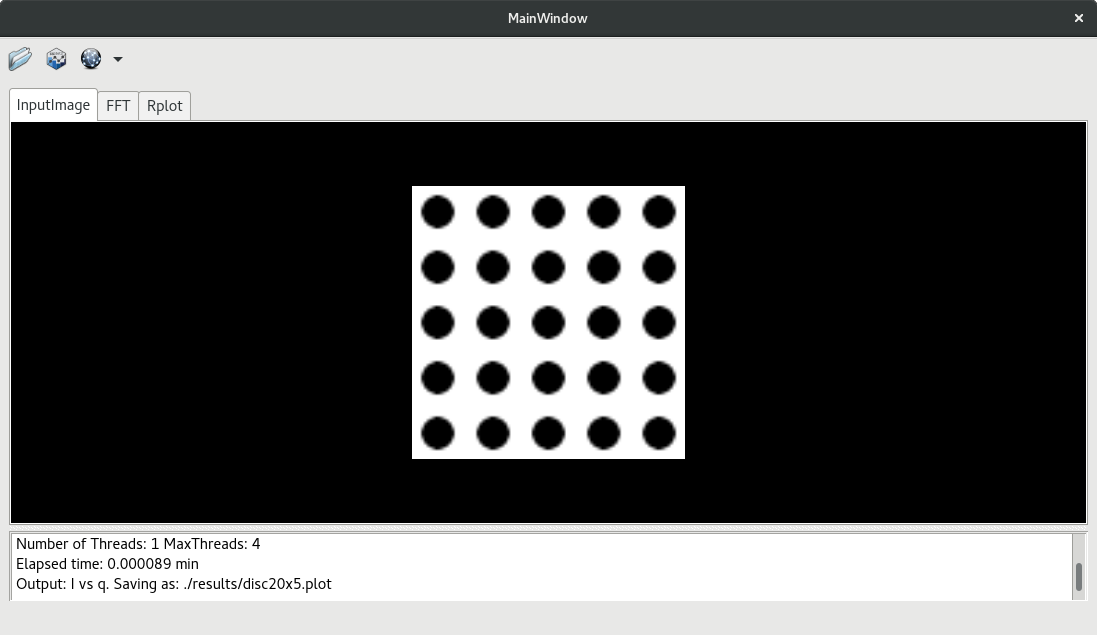 MainWindow
InputImage FFT Rplot
Number of Threads: 1 MaxThreads: 4
Elapsed time: 0.000089 min
Output: I vs q. Saving as: ./results/disc20x5.plot